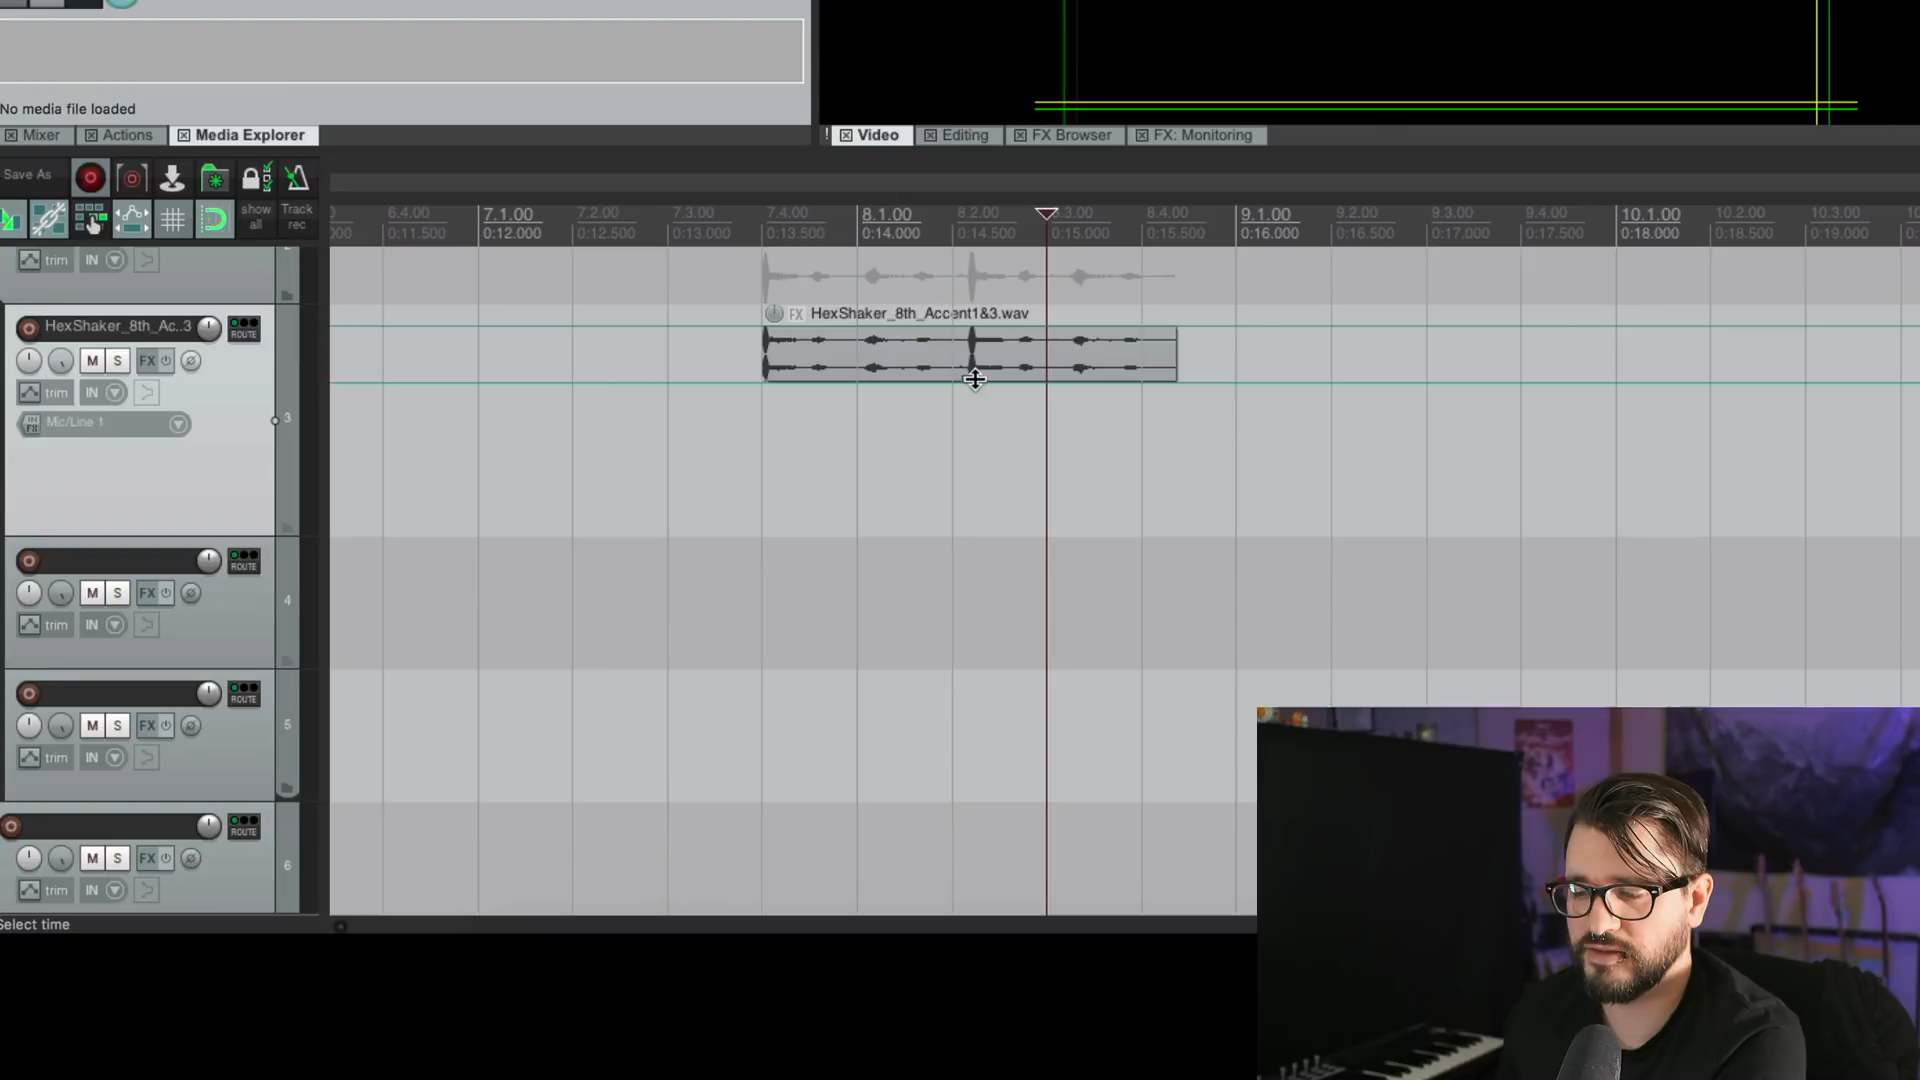 No media file loaded
Mixer
Actions
Media Explorer
!
Video
Editing
FX Browser
FX: Monitoring
Save As
show all
Track rec
6.4.00 7.1.00 7.2.00 7.3.00 7.4.00 8.1.00 8.2.00 3.00 8.4.00 9.1.00 9.2.00 9.3.00 9.4.00 10.1.00 10.2.00 10.3.00
000 0:11.500 0:12.000 0:12.500 0:13.000 0:13.500 0:14.000 0:14.500 0:15.000 0:15.500 0:16.000 0:16.500 0:17.000 0:17.500 0:18.000 0:18.500 0:19.000
trim IN
HexShaker_8th_Ac..3 ROUTE
M S FX
trim IN
IN FX Mic/Line 1
3
FX HexShaker_8th_Accent1&3.wav
ROUTE
M S FX
4
trim IN
ROUTE
M S FX
5
trim IN
ROUTE
M S FX
6
trim IN
Select time